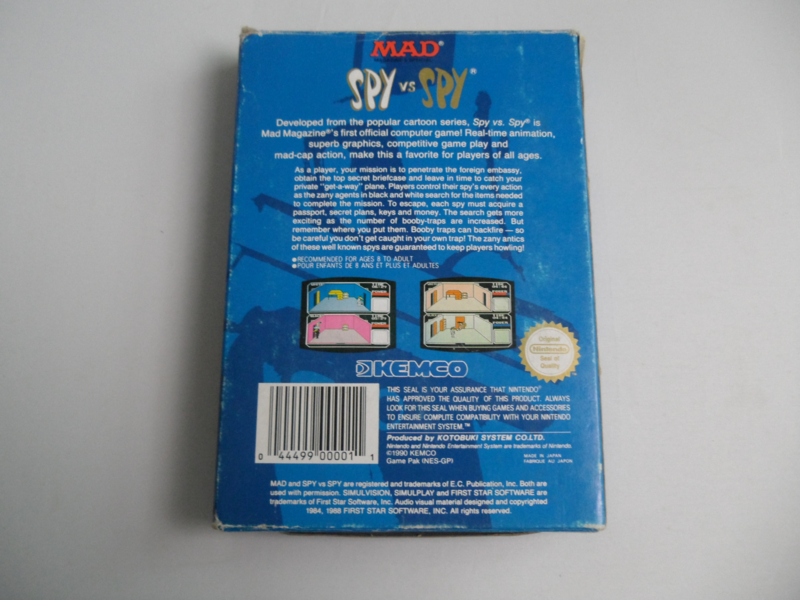 MAD®
SPY vs SPY®
Developed from the popular cartoon series, Spy vs. Spy® is
Mad Magazine®'s first official computer game! Real-time animation,
superb graphics, competitive game play and
mad-cap action, make this a favorite for players of all ages.
As a player, your mission is to penetrate the foreign embassy,
obtain the top secret briefcase and leave in time to catch your
private "get-a-way" plane. Players control their spy's every action
as the zany agents in black and white search for the items needed
to complete the mission. To escape, each spy must acquire a
passport, secret plans, keys and money. The search gets more
exciting as the number of booby-traps are increased. But
remember where you put them. Booby traps can backfire — so
be careful you don't get caught in your own trap! The zany antics
of these well known spys are guaranteed to keep players howling!
●RECOMMENDED FOR AGES 8 TO ADULT
●POUR ENFANTS DE 8 ANS ET PLUS ET ADULTES
Original
Nintendo
Seal of
Quality
KEMCO
THIS SEAL IS YOUR ASSURANCE THAT NINTENDO®
HAS APPROVED THE QUALITY OF THIS PRODUCT. ALWAYS
LOOK FOR THIS SEAL WHEN BUYING GAMES AND ACCESSORIES
TO ENSURE COMPLETE COMPATIBILITY WITH YOUR NINTENDO
ENTERTAINMENT SYSTEM.™
Produced by KOTOBUKI SYSTEM CO.LTD.
Nintendo and Nintendo Entertainment System are trademarks of Nintendo.
©1990 KEMCO
Game Pak (NES-GP)
MADE IN JAPAN
FABRIQUE AU JAPON
0 44499 00001 1
MAD and SPY vs SPY are registered and trademarks of E.C. Publication, Inc. Both are
used with permission. SIMULVISION, SIMULPLAY and FIRST STAR SOFTWARE are
trademarks of First Star Software, Inc. Audio visual material designed and copyrighted
1984, 1988 FIRST STAR SOFTWARE, INC. All rights reserved.